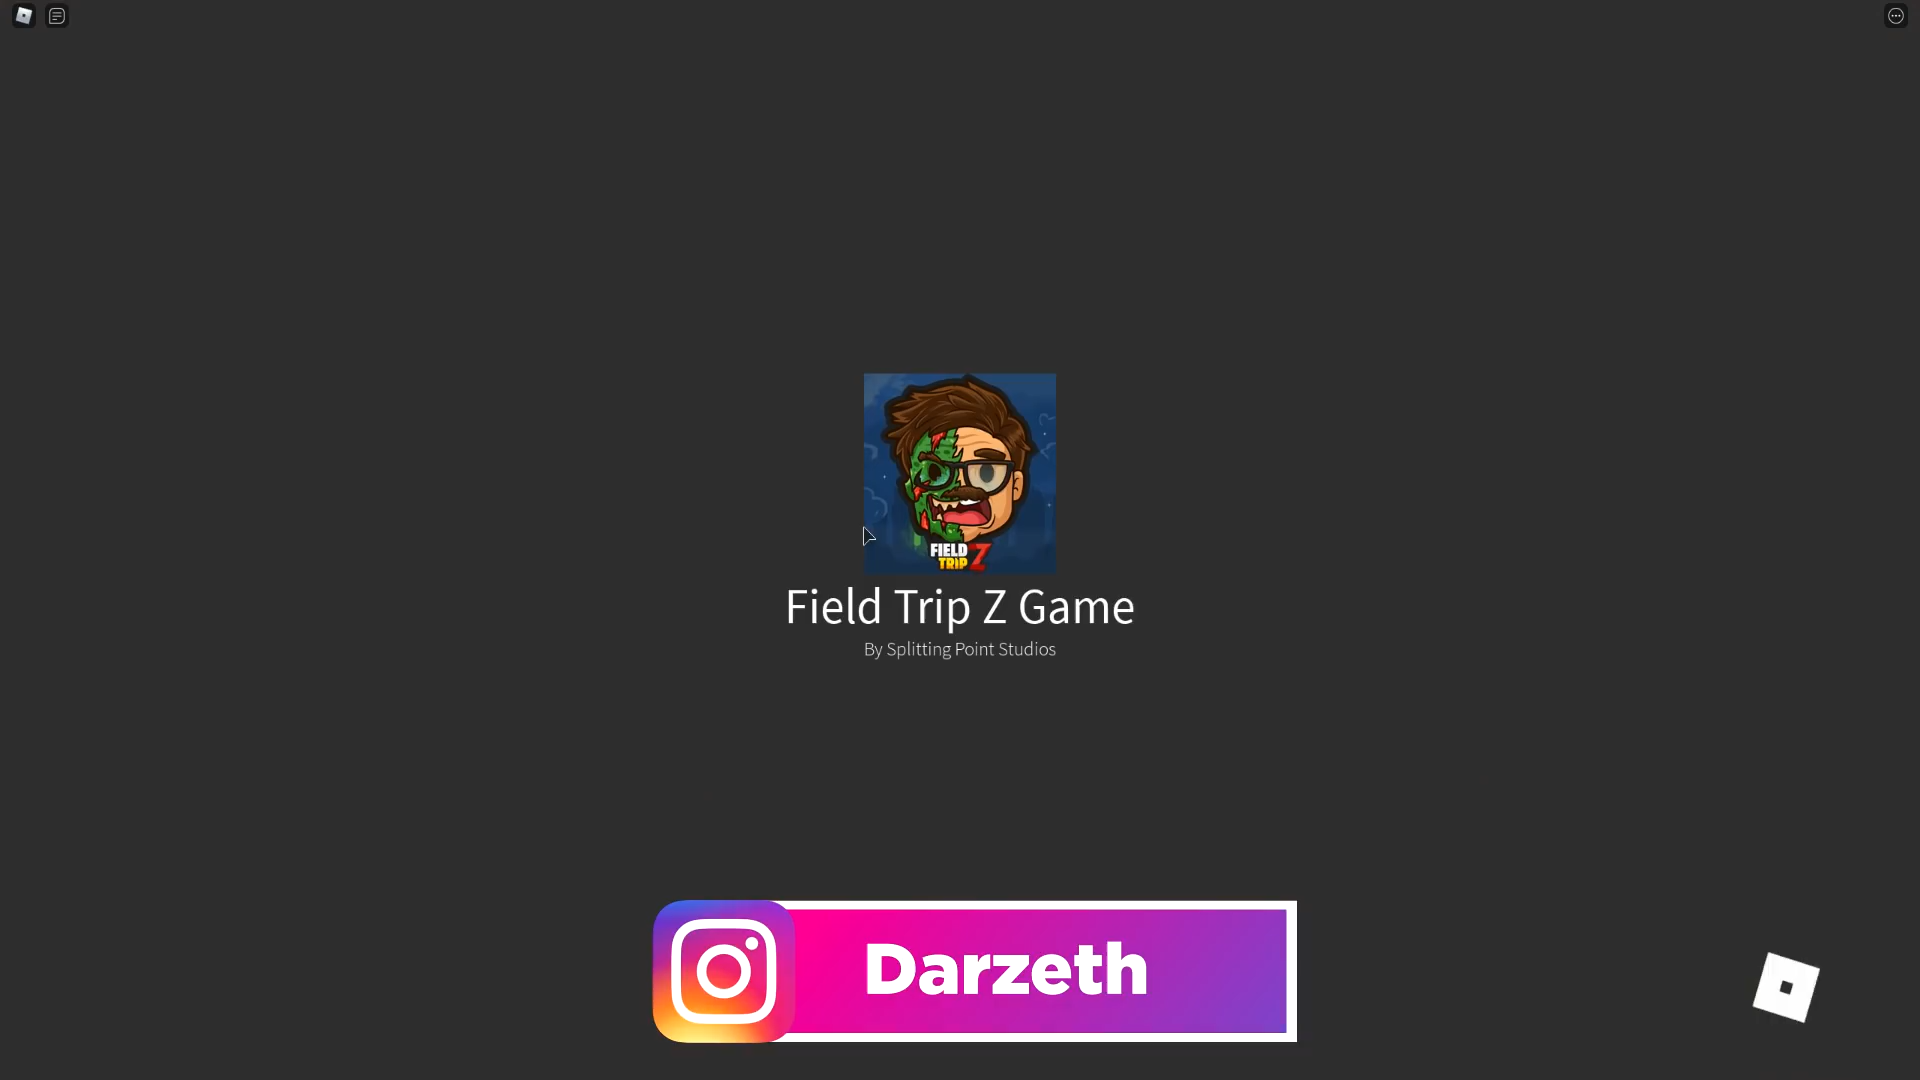 FIELD
TRIP Z
Field Trip Z Game
By Splitting Point Studios
Darzeth